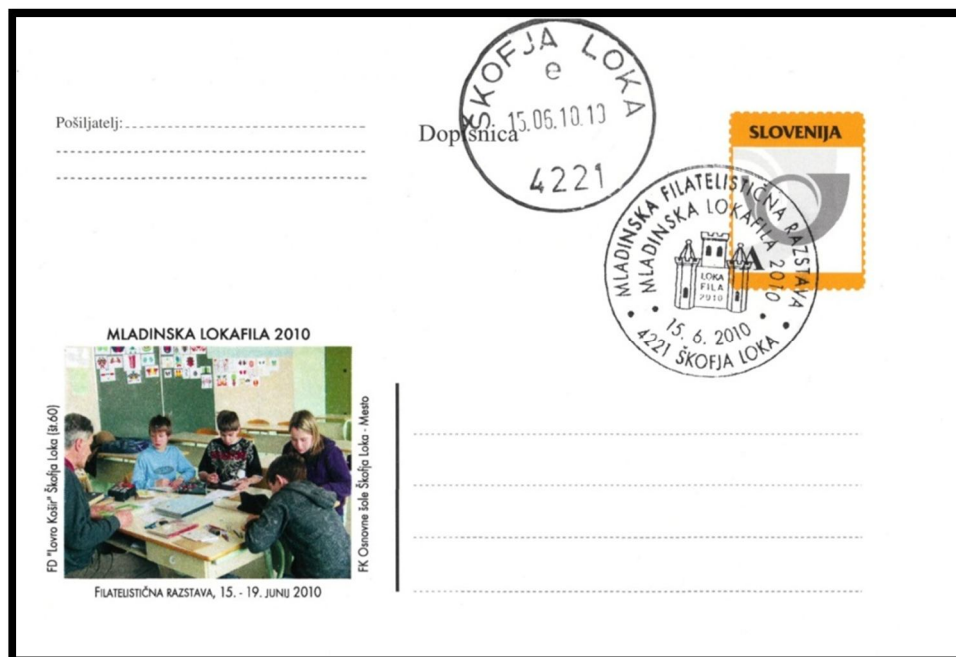 ŠKOFJA LOKA
e
15.06.10.10
4221
Pošiljatelj:
Dopisnica
SLOVENIJA
A
MLADINSKA FILATELISTIČNA RAZSTAVA
MLADINSKA LOKAFILA 2010
LOKA
FILA
2010
15. 6. 2010
4221 ŠKOFJA LOKA
MLADINSKA LOKAFILA 2010
FD "Lovro Košir" Škofja Loka (št.60)
FK Osnovne šole Škofja Loka - Mesto
FILATELISTIČNA RAZSTAVA, 15. - 19. JUNIJ 2010